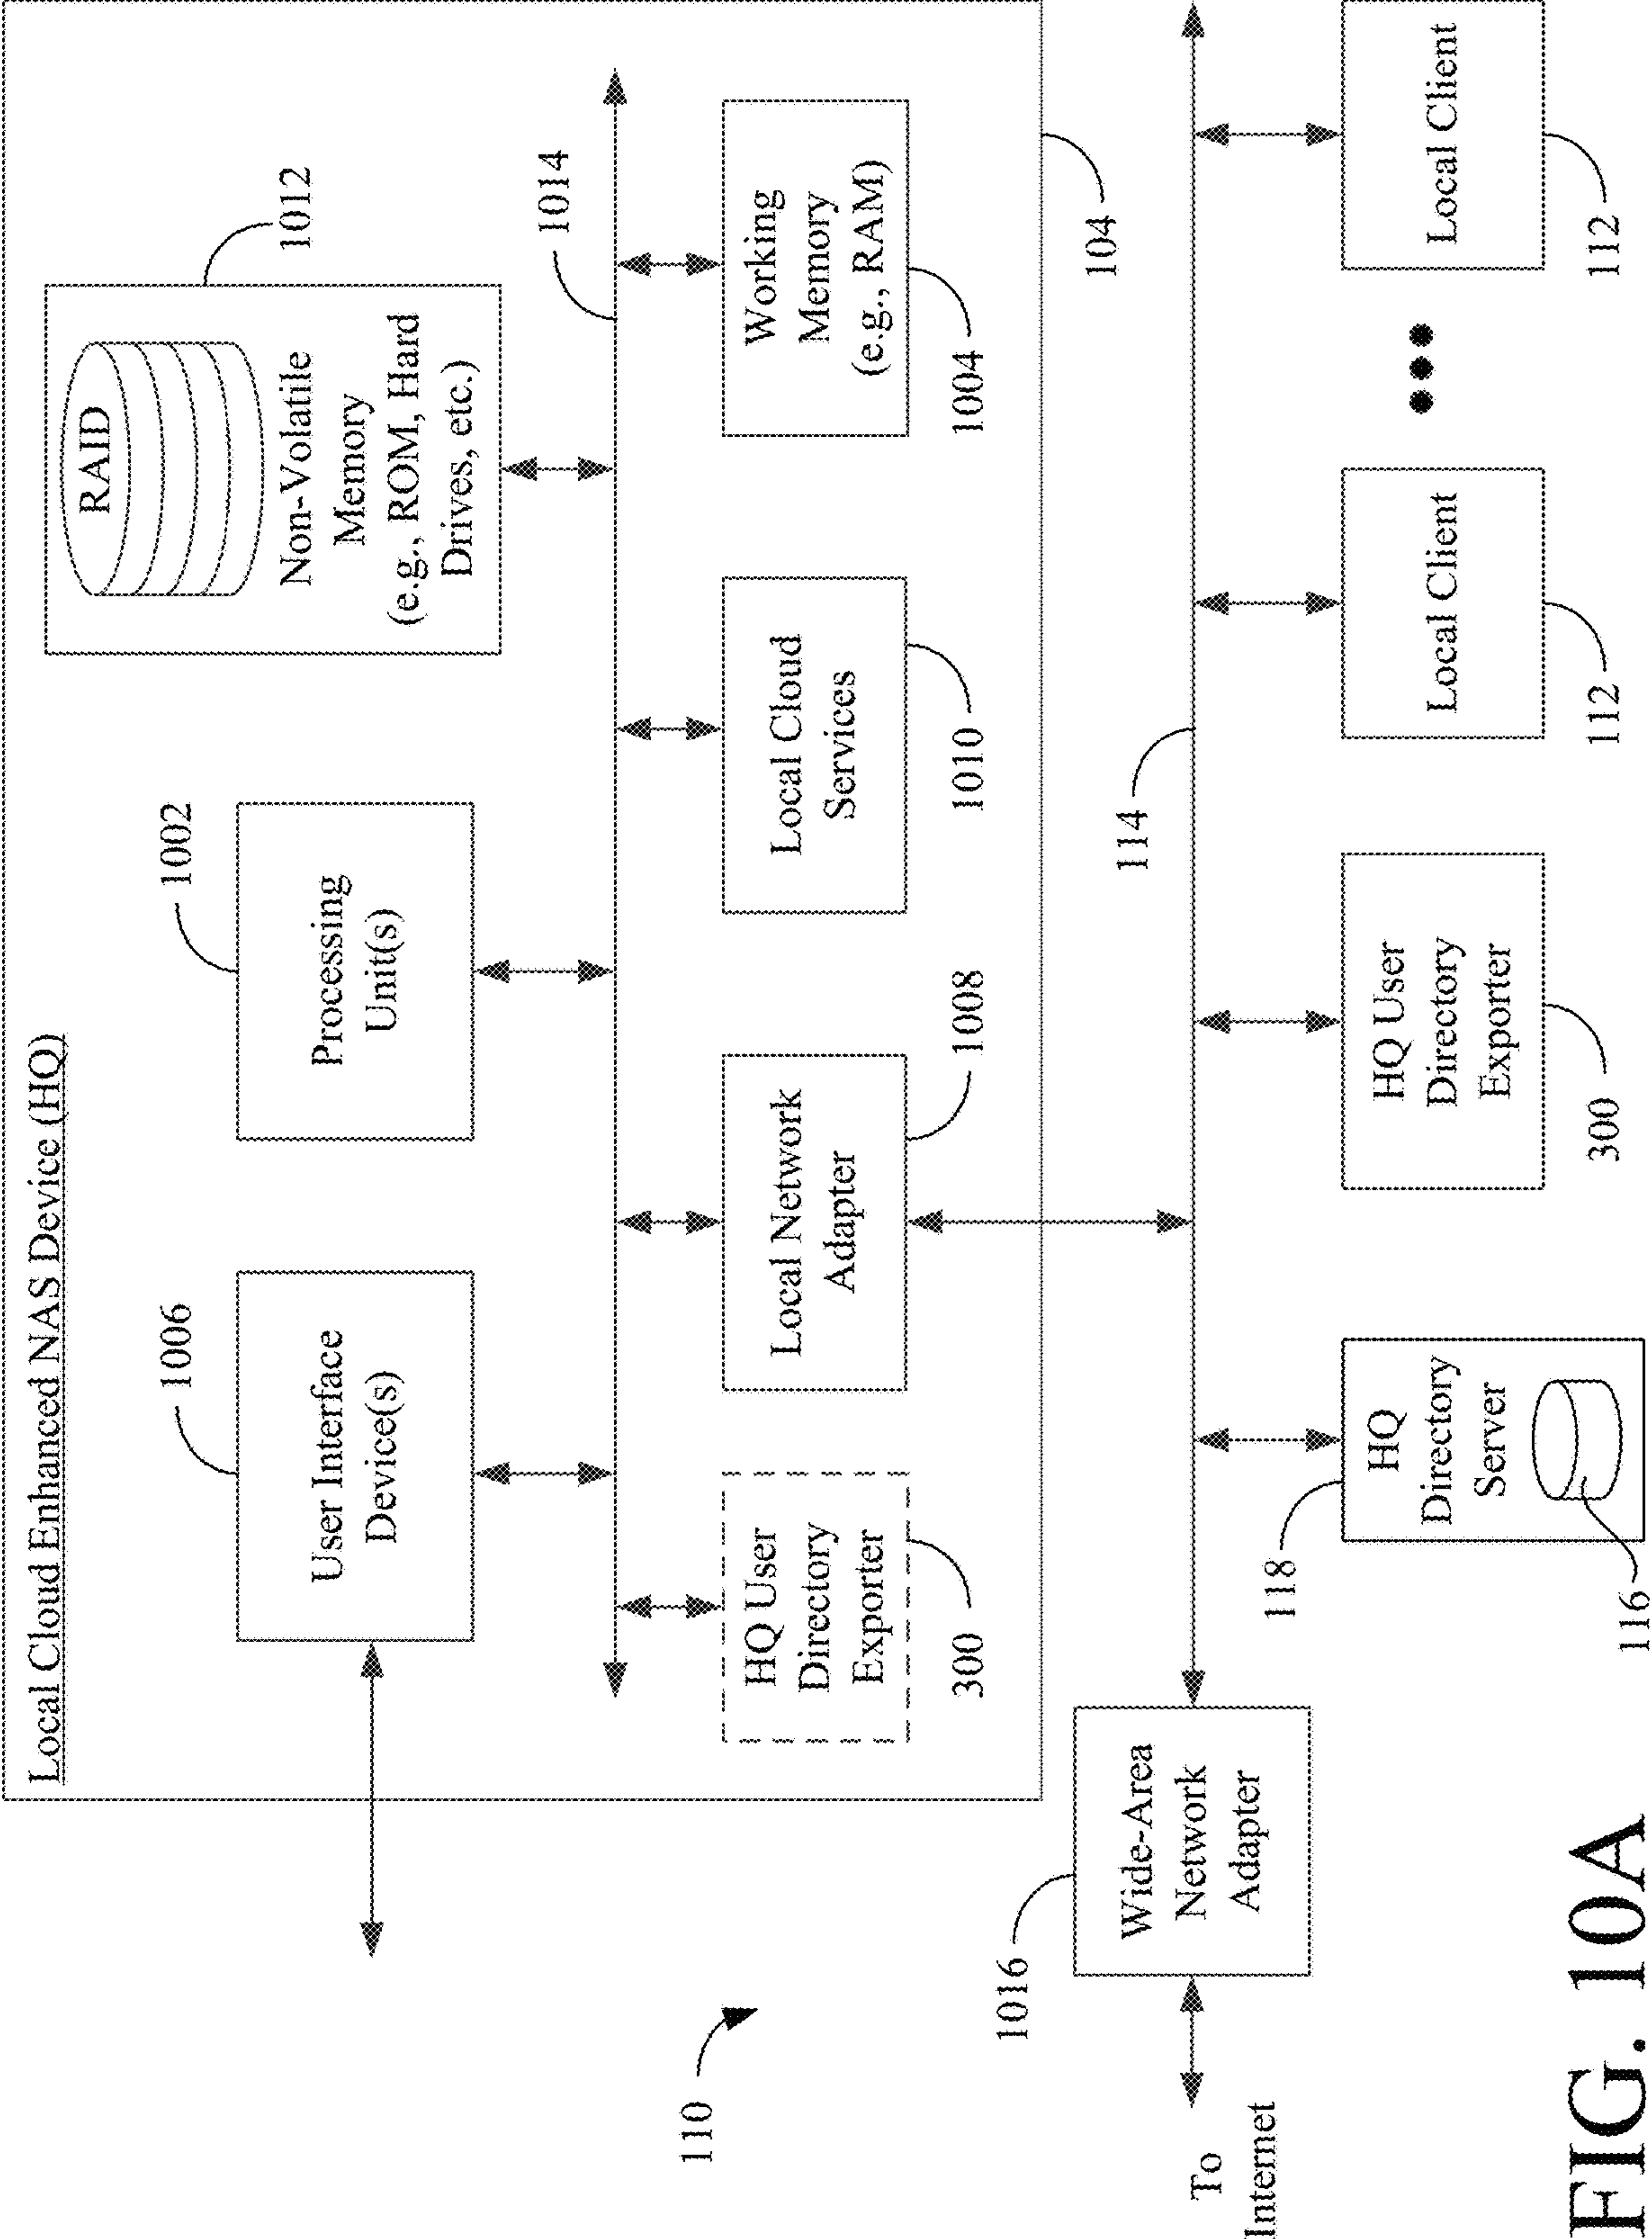 Local Cloud Enhanced NAS Device (HQ)
1006
User Interface
Device(s)
1002
Processing
Unit(s)
1012
RAID
Non-Volatile
Memory
(e.g., ROM, Hard
Drives, etc.)
1014
HQ User
Directory
Exporter
300
Local Network
Adapter
1008
Local Cloud
Services
1010
Working
Memory
(e.g., RAM)
1004
104
110
1016
Wide-Area
Network
Adapter
To
Internet
114
118
HQ
Directory
Server
116
HQ User
Directory
Exporter
300
Local Client
112
Local Client
112
FIG. 10A